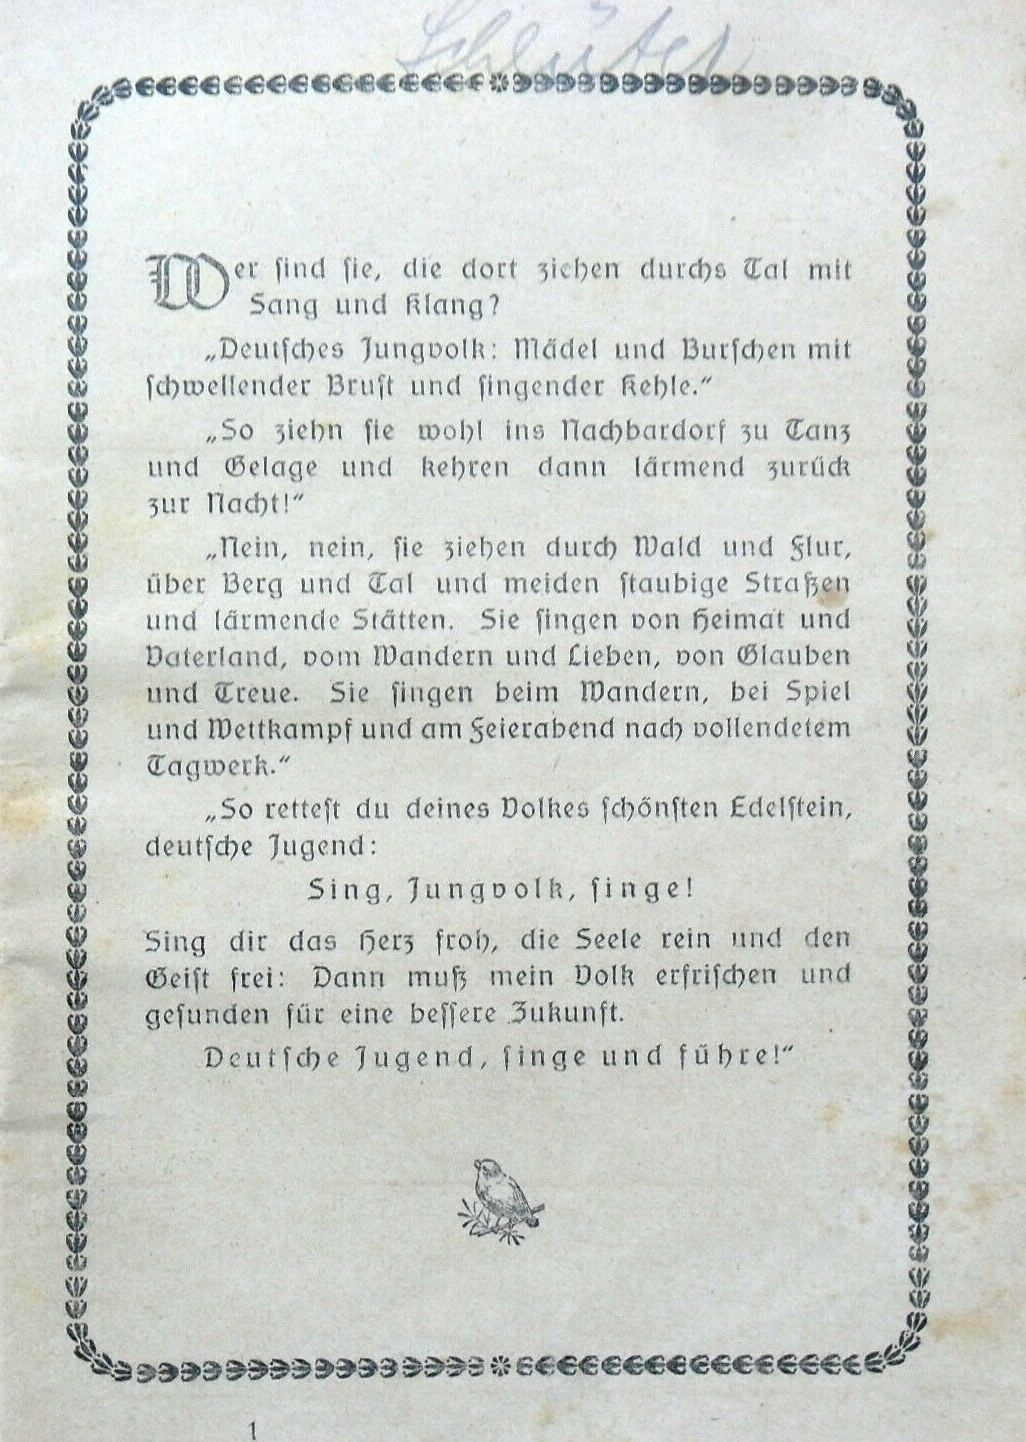 Schlüter
Wer sind sie, die dort ziehen durchs Tal mit
Sang und Klang?
„Deutsches Jungvolk: Mädel und Burschen mit
schwellender Brust und singender Kehle.“
„So ziehn sie wohl ins Nachbardorf zu Tanz
und Gelage und kehren dann lärmend zurück
zur Nacht!“
„Nein, nein, sie ziehen durch Wald und Flur,
über Berg und Tal und meiden staubige Straßen
und lärmende Stätten. Sie singen von Heimat und
Vaterland, vom Wandern und Lieben, von Glauben
und Treue. Sie singen beim Wandern, bei Spiel
und Wettkampf und am Feierabend nach vollendetem
Tagwerk.“
„So rettest du deines Volkes schönsten Edelstein,
deutsche Jugend:
Sing, Jungvolk, singe!
Sing dir das Herz froh, die Seele rein und den
Geist frei: Dann muß mein Volk erfrischen und
gesunden für eine bessere Zukunft.
Deutsche Jugend, singe und führe!“
1